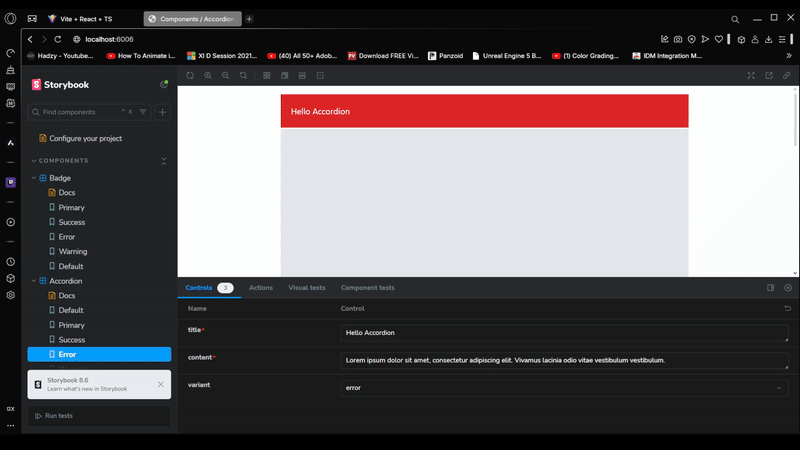 Vite + React + TS
Components / Accordion
localhost:6006
Hadzy - Youtube...
How To Animate i...
XI D Session 2021...
(40) All 50+ Adob...
Download FREE Vi...
Panzoid
Unreal Engine 5 B...
(1) Color Grading...
IDM Integration M...
Storybook
Find components
Configure your project
COMPONENTS
Badge
Docs
Primary
Success
Error
Warning
Default
Accordion
Docs
Default
Primary
Success
Error
Storybook 8.6
Learn what's new in Storybook
Run tests
GX
Hello Accordion
Controls 3 Actions Visual tests Component tests
Name Control
title* Hello Accordion
content* Lorem ipsum dolor sit amet, consectetur adipiscing elit. Vivamus lacinia odio vitae vestibulum vestibulum.
variant error